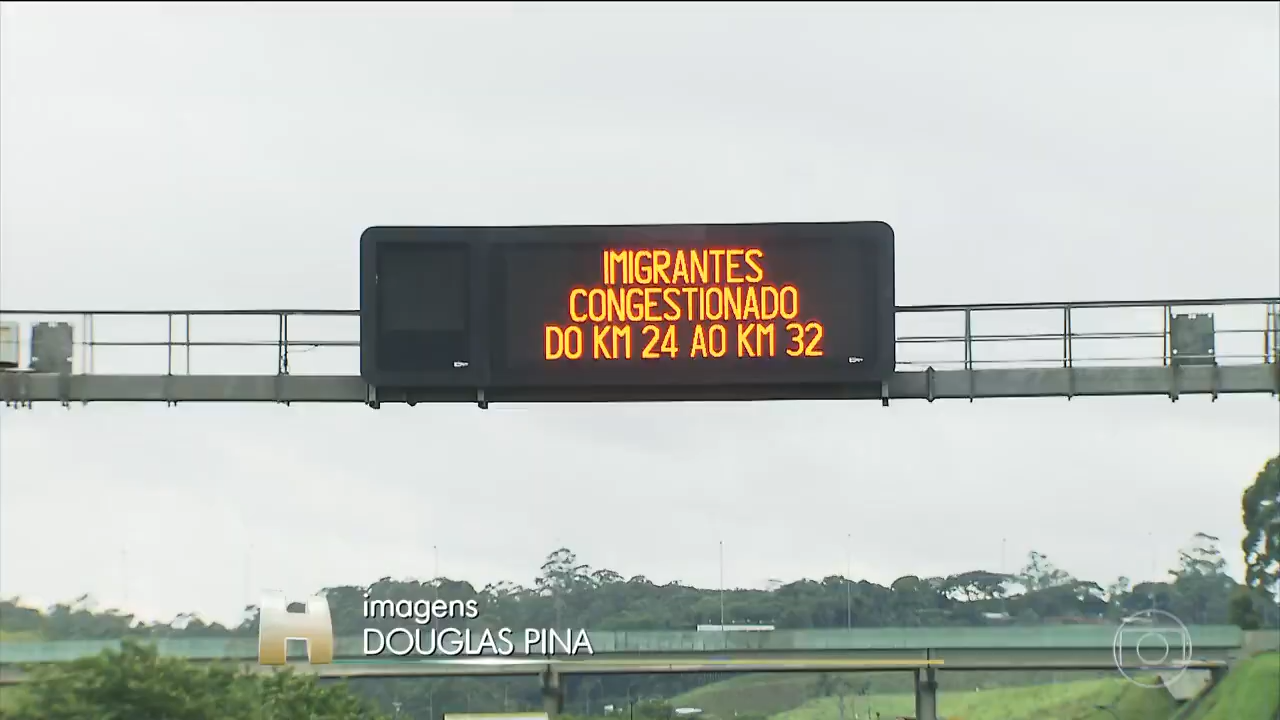 IMIGRANTES
CONGESTIONADO
DO KM 24 AO KM 32
imagens
DOUGLAS PINA